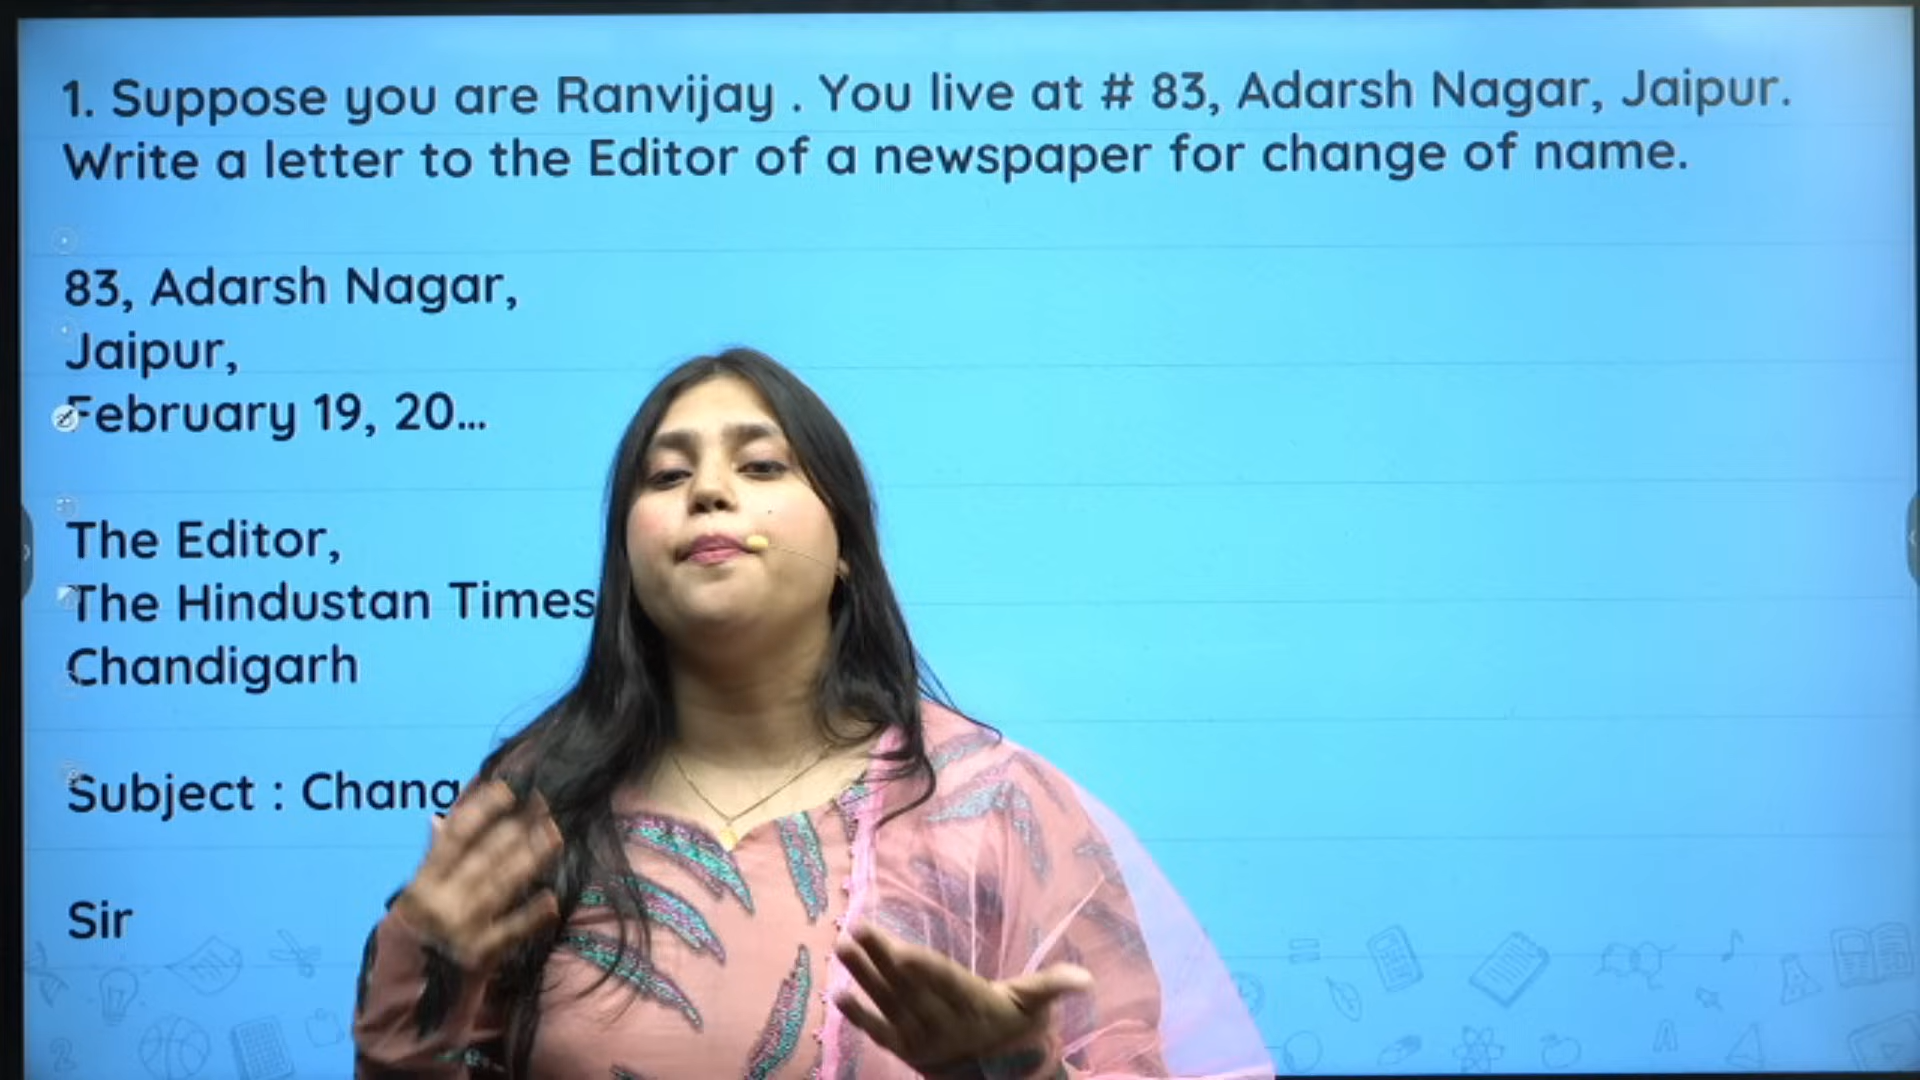 1. Suppose you are Ranvijay . You live at # 83, Adarsh Nagar, Jaipur.
Write a letter to the Editor of a newspaper for change of name.
83, Adarsh Nagar,
Jaipur,
February 19, 20...
The Editor,
The Hindustan Times
Chandigarh
Subject : Chang
Sir